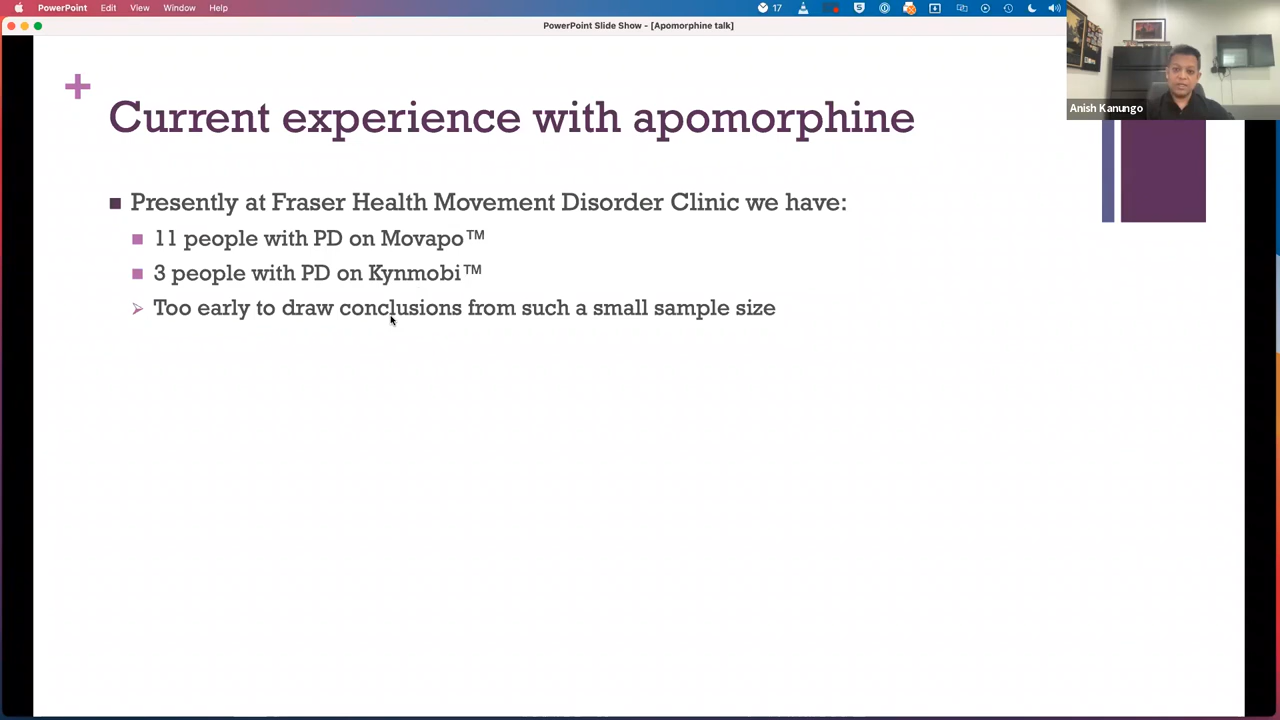 PowerPoint Edit View Window Help
17
PowerPoint Slide Show - [Apomorphine talk]
Anish Kanungo
+
Current experience with apomorphine
Presently at Fraser Health Movement Disorder Clinic we have:
11 people with PD on Movapo™
3 people with PD on Kynmobi™
Too early to draw conclusions from such a small sample size